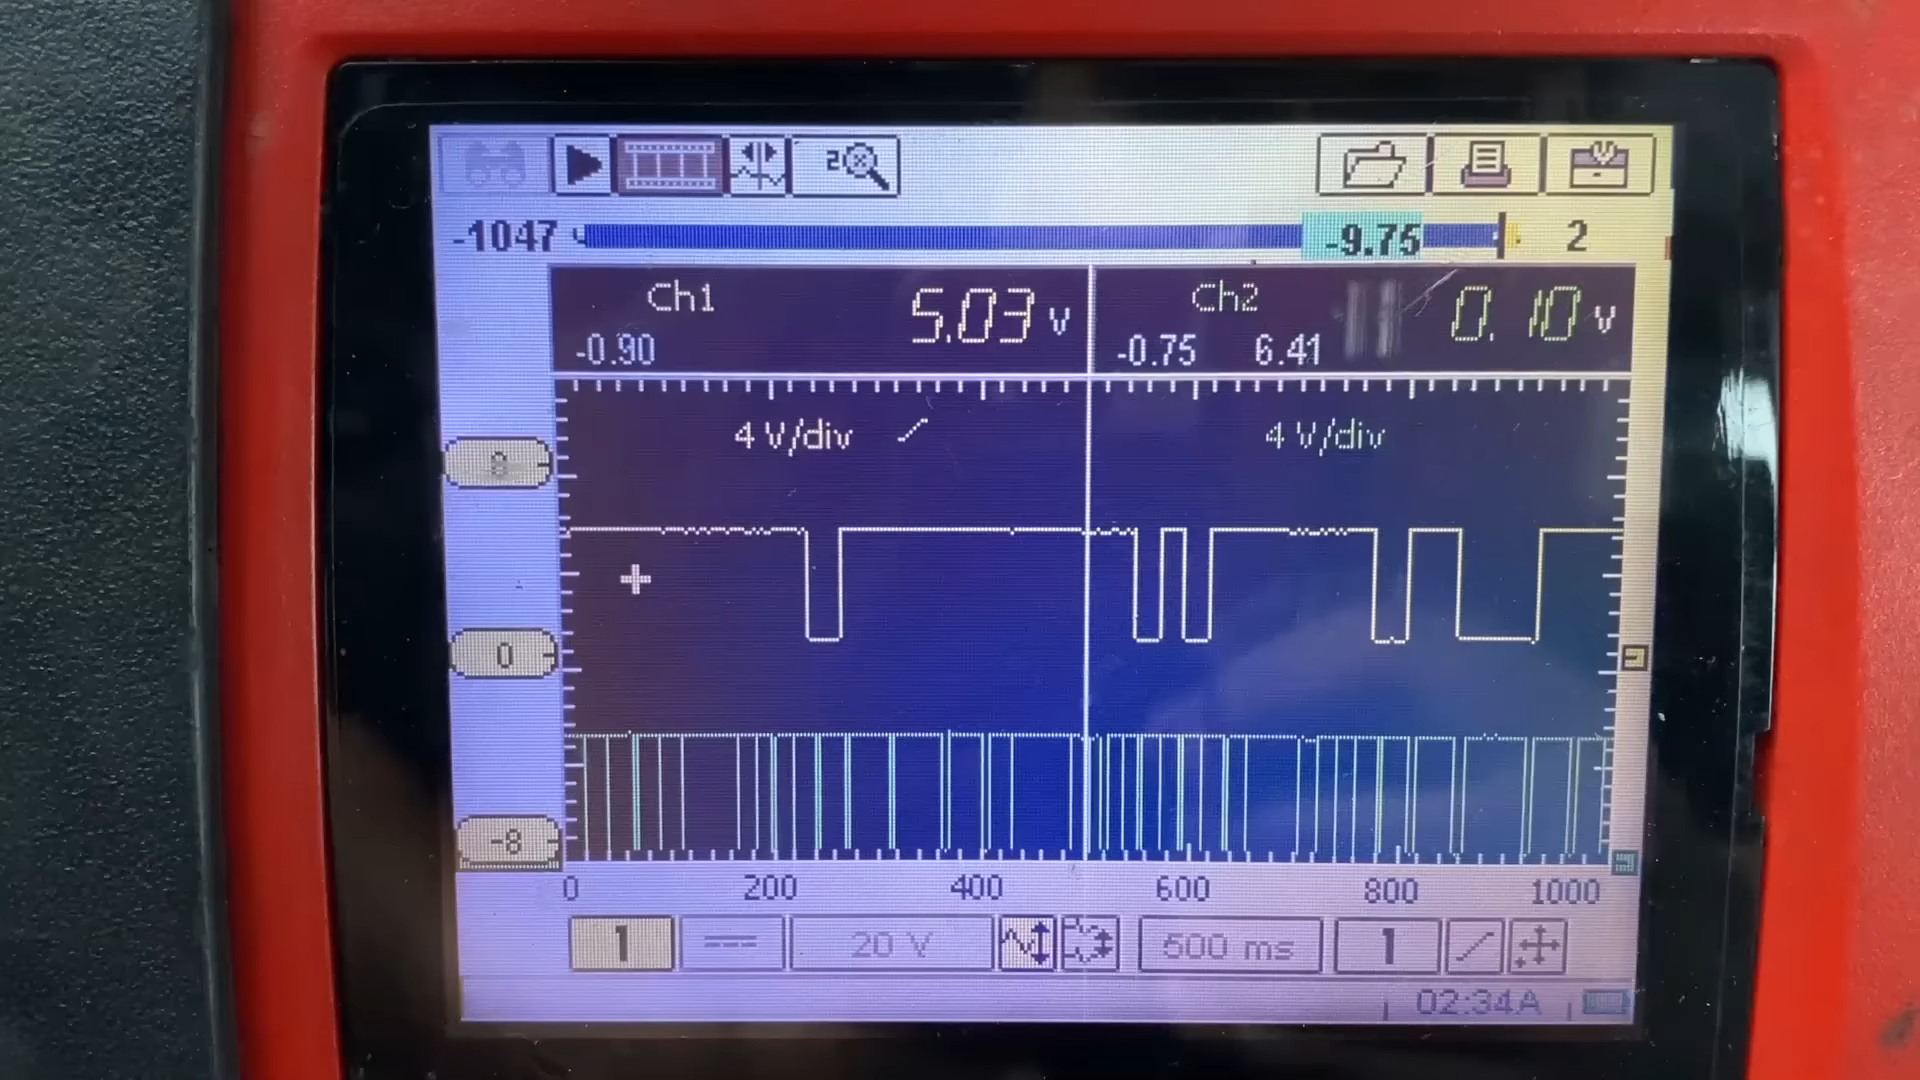 -1047 -9.75 2
Ch1 5.03 V Ch2 0.10 V
-0.90 -0.75 6.41
4 V/div 4 V/div
8
0
-8
0 200 400 600 800 1000
1 20 V 500 ms 1
02:34A